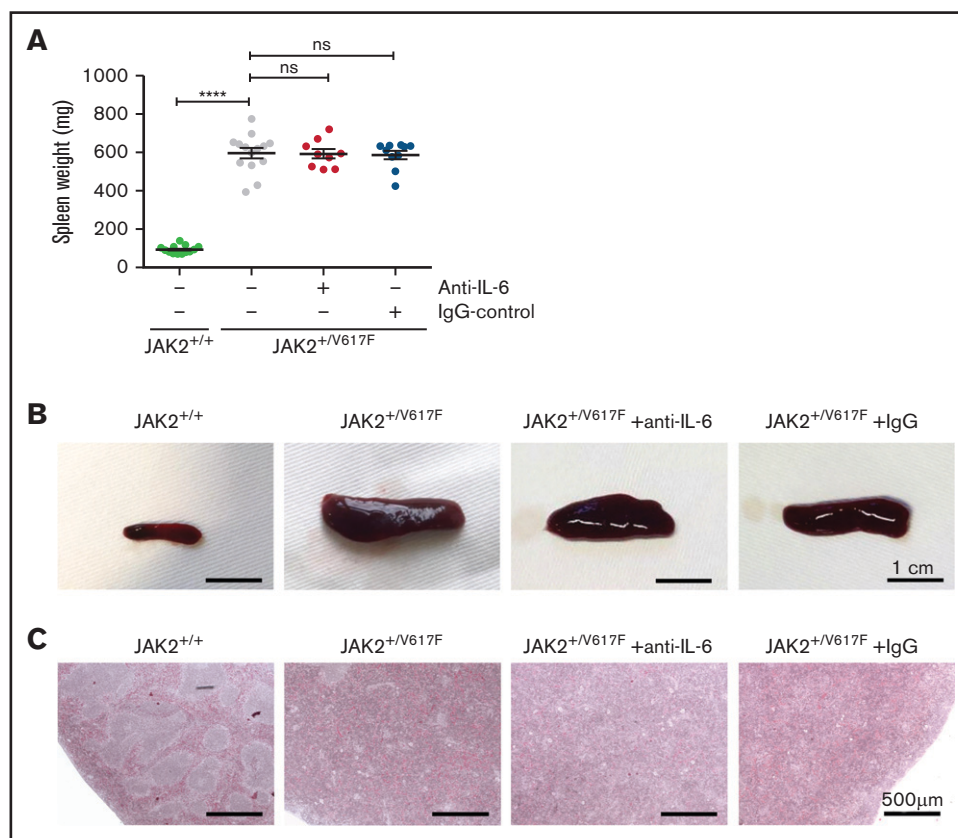 A
ns
ns
****
1000
800
600
400
200
0
Spleen weight (mg)
– – + – Anti-IL-6
– – – + IgG-control
JAK2+/+ JAK2+/V617F
B
JAK2+/+ JAK2+/V617F JAK2+/V617F +anti-IL-6 JAK2+/V617F +IgG
1 cm
C
JAK2+/+ JAK2+/V617F JAK2+/V617F +anti-IL-6 JAK2+/V617F +IgG
500μm